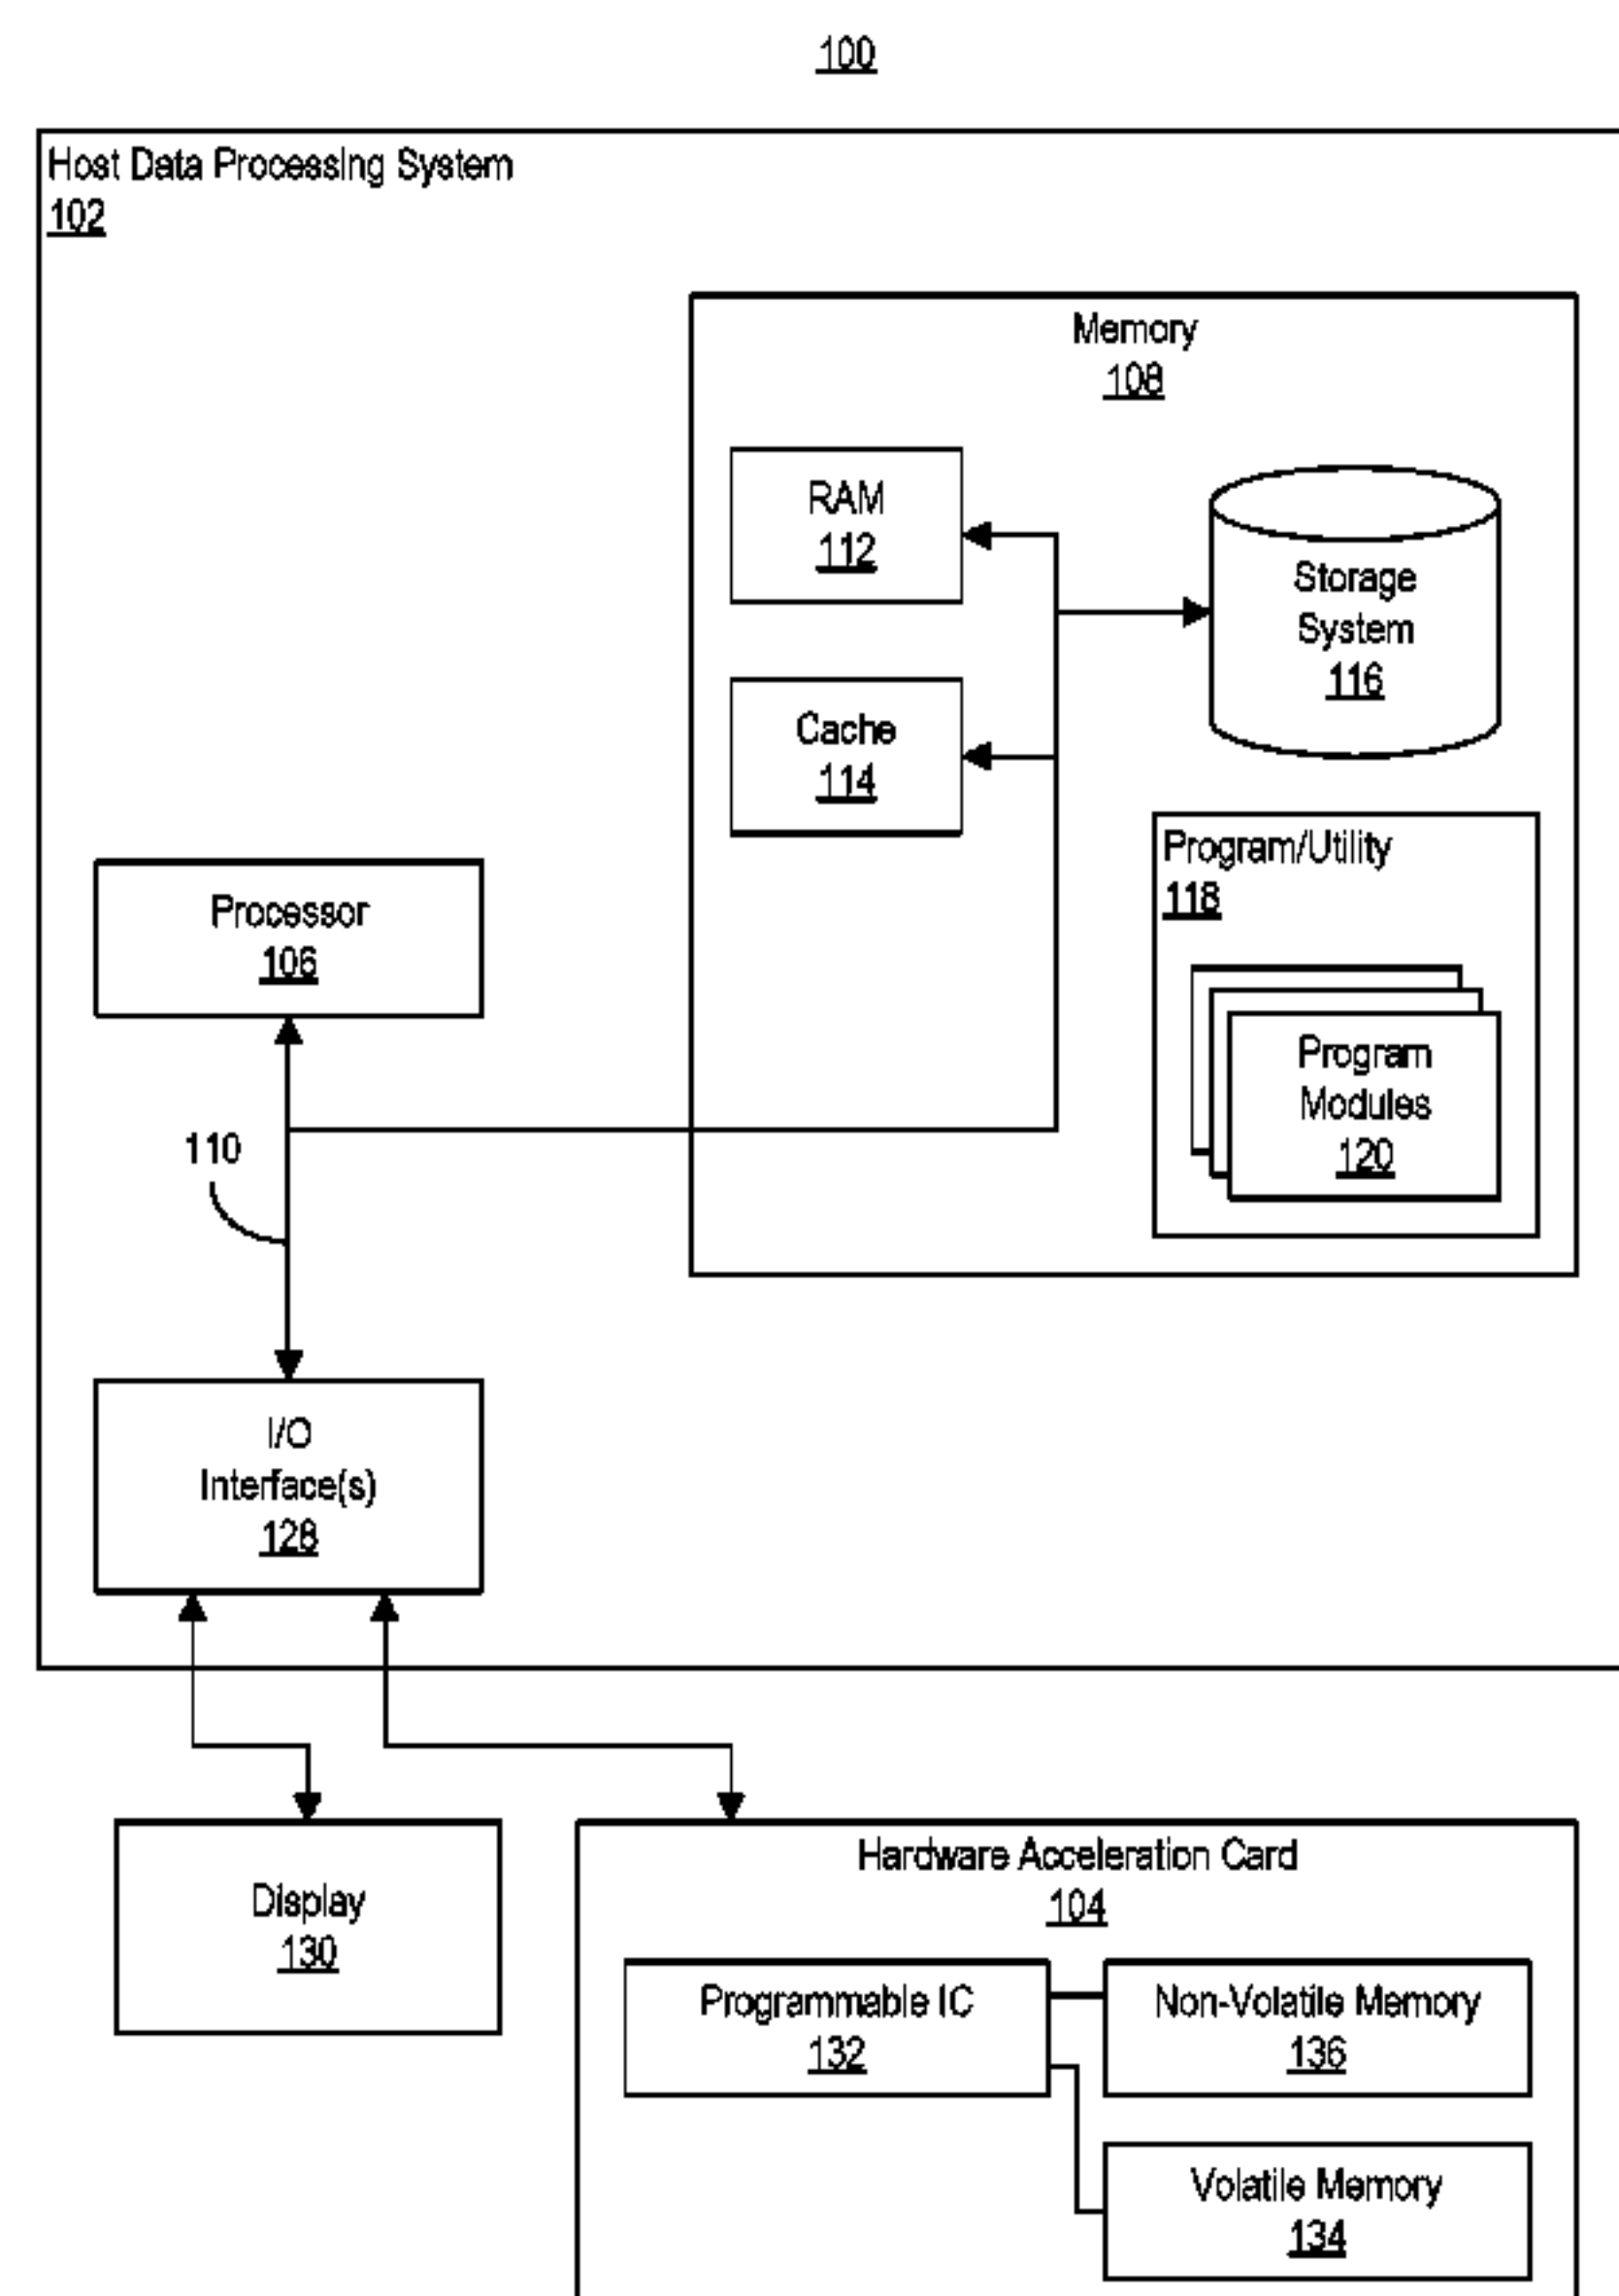 100
Host Data Processing System
102
Memory
108
RAM
112
Storage
System
116
Cache
114
Program/Utility
118
Processor
106
Program
Modules
120
110
I/O
Interface(s)
128
Display
130
Hardware Acceleration Card
104
Programmable IC
132
Non-Volatile Memory
136
Volatile Memory
134